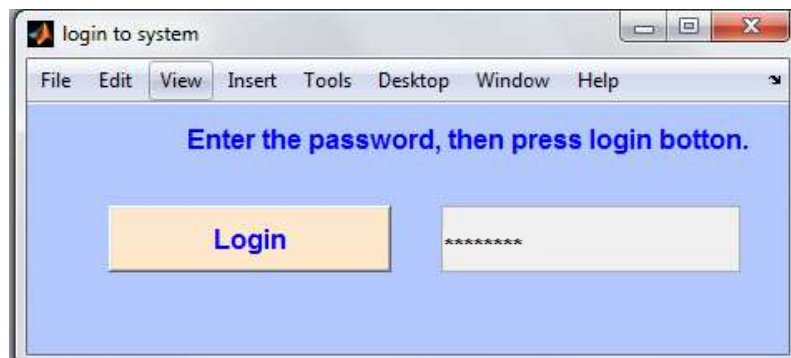 login to system
File Edit View Insert Tools Desktop Window Help
Enter the password, then press login botton.
Login ********